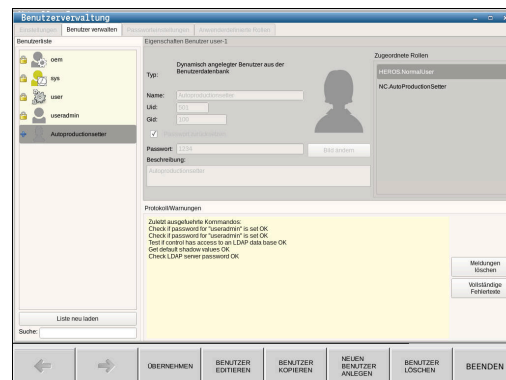 Benutzerverwaltung
Einstellungen
Benutzer verwalten
Passworteinstellungen
Anwenderdefinierte Rollen
Benutzerliste
Eigenschaften Benutzer user-1
oem
sys
user
useradmin
Autoproductionsetter
Typ:
Dynamisch angelegter Benutzer aus der
Benutzerdatenbank
Name:
Autoproductionsetter
Uid:
501
Gid:
100
Passwort:
1234
Bild ändern
Beschreibung:
Autoproductionsetter
Zugeordnete Rollen
HEROS.NormalUser
NC.AutoProductionSetter
Protokoll/Warnungen
Zuletzt ausgefuehrte Kommandos:
Check if password for "useradmin" is set OK
Check if password for "useradmin" is set OK
Test if control has access to an LDAP data base OK
Get default shadow values OK
Check LDAP server password OK
Meldungen
löschen
Vollständige
Fehlertexte
Liste neu laden
Suche:
ÜBERNEHMEN
BENUTZER
EDITIEREN
BENUTZER
KOPIEREN
NEUEN
BENUTZER
ANLEGEN
BENUTZER
LÖSCHEN
BEENDEN